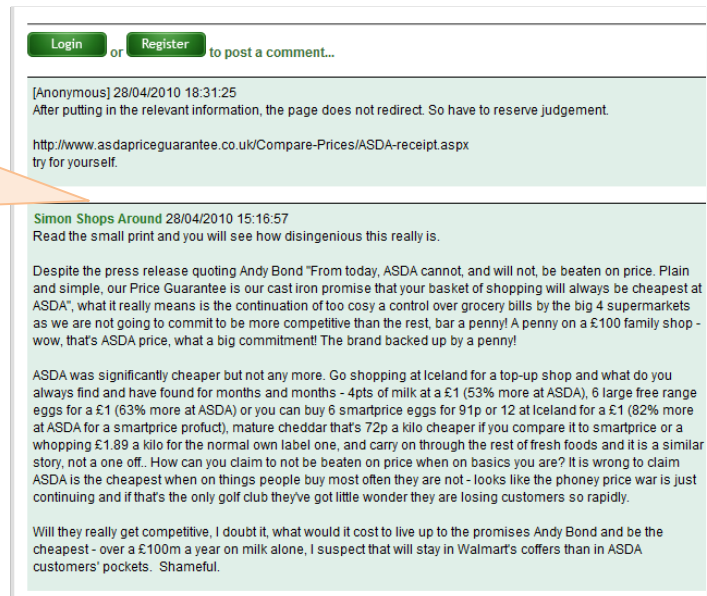 Login or Register to post a comment...
[Anonymous] 28/04/2010 18:31:25
After putting in the relevant information, the page does not redirect. So have to reserve judgement.
http://www.asdapriceguarantee.co.uk/Compare-Prices/ASDA-receipt.aspx
try for yourself.
Simon Shops Around 28/04/2010 15:16:57
Read the small print and you will see how disingenious this really is.
Despite the press release quoting Andy Bond "From today, ASDA cannot, and will not, be beaten on price. Plain
and simple, our Price Guarantee is our cast iron promise that your basket of shopping will always be cheapest at
ASDA", what it really means is the continuation of too cosy a control over grocery bills by the big 4 supermarkets
as we are not going to commit to be more competitive than the rest, bar a penny! A penny on a £100 family shop -
wow, that's ASDA price, what a big commitment! The brand backed up by a penny!
ASDA was significantly cheaper but not any more. Go shopping at Iceland for a top-up shop and what do you
always find and have found for months and months - 4pts of milk at a £1 (53% more at ASDA), 6 large free range
eggs for a £1 (63% more at ASDA) or you can buy 6 smartprice eggs for 91p or 12 at Iceland for a £1 (82% more
at ASDA for a smartprice profuct), mature cheddar that's 72p a kilo cheaper if you compare it to smartprice or a
whopping £1.89 a kilo for the normal own label one, and carry on through the rest of fresh foods and it is a similar
story, not a one off.. How can you claim to not be beaten on price when on basics you are? It is wrong to claim
ASDA is the cheapest when on things people buy most often they are not - looks like the phoney price war is just
continuing and if that's the only golf club they've got little wonder they are losing customers so rapidly.
Will they really get competitive, I doubt it, what would it cost to live up to the promises Andy Bond and be the
cheapest - over a £100m a year on milk alone, I suspect that will stay in Walmart's coffers than in ASDA
customers' pockets. Shameful.